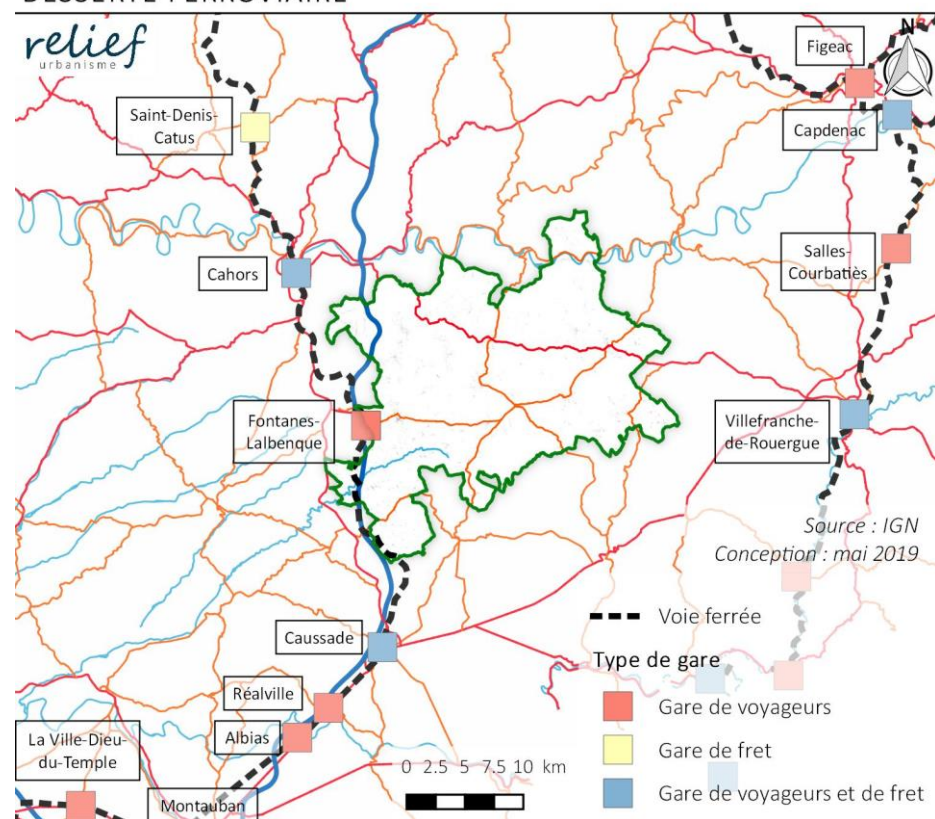 DESSERTE FERROVIAIRE
relief
urbanisme
N
Figeac
Saint-Denis-
Catus
Capdenac
Salles-
Courbatiès
Cahors
Fontanes-
Lalbenque
Villefranche-
de-Rouergue
Source : IGN
Conception : mai 2019
Caussade
Voie ferrée
Type de gare
Réalville
Gare de voyageurs
Albias
La Ville-Dieu-
du-Temple
Gare de fret
0 2.5 5 7.5 10 km
Montauban
Gare de voyageurs et de fret